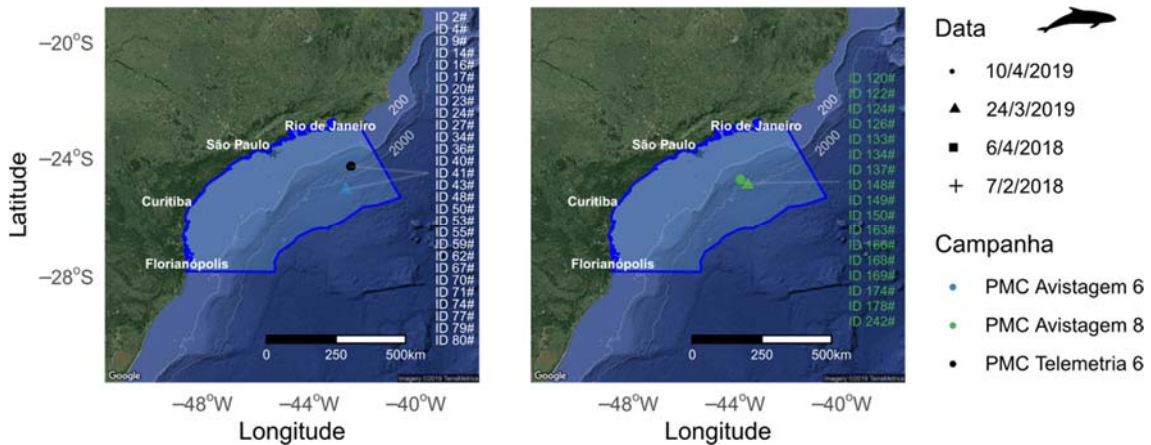 −20°S
−24°S
−28°S
Latitude
ID 2#
ID 4#
ID 9#
ID 14#
ID 16#
ID 17#
ID 20#
ID 23#
ID 24#
ID 27#
ID 34#
ID 36#
ID 40#
ID 41#
ID 43#
ID 48#
ID 50#
ID 53#
ID 55#
ID 59#
ID 62#
ID 67#
ID 70#
ID 71#
ID 74#
ID 77#
ID 79#
ID 80#
200
2000
Rio de Janeiro
São Paulo
Curitiba
Florianópolis
0 250 500km
Google
Imagery ©2019 TerraMetrics
−48°W −44°W −40°W
Longitude
ID 120#
ID 122#
ID 124#
ID 126#
ID 133#
ID 134#
ID 137#
ID 148#
ID 149#
ID 150#
ID 163#
ID 166#
ID 168#
ID 169#
ID 174#
ID 178#
ID 242#
200
2000
Rio de Janeiro
São Paulo
Curitiba
Florianópolis
0 250 500km
Google
Imagery ©2019 TerraMetrics
−48°W −44°W −40°W
Longitude
Data
10/4/2019
24/3/2019
6/4/2018
7/2/2018
Campanha
PMC Avistagem 6
PMC Avistagem 8
PMC Telemetria 6